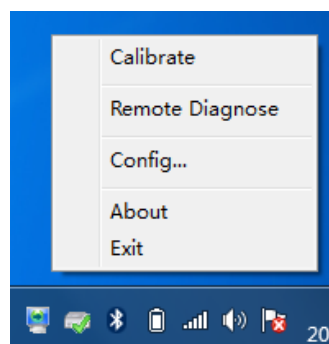 Calibrate
Remote Diagnose
Config...
About
Exit
20